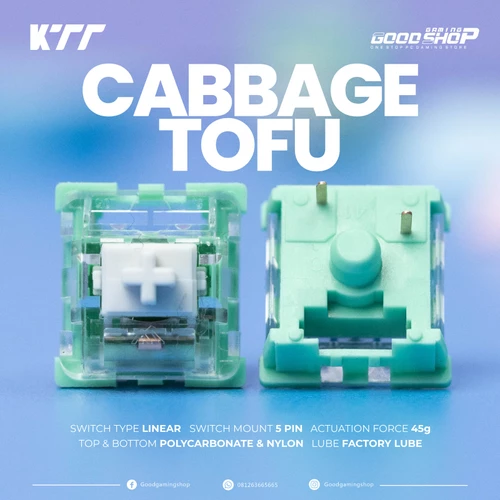 KTT
GAMING
GOOD SHOP
ONE STOP PC GAMING STORE
CABBAGE
TOFU
SWITCH TYPE LINEAR SWITCH MOUNT 5 PIN ACTUATION FORCE 45g
TOP & BOTTOM POLYCARBONATE & NYLON LUBE FACTORY LUBE
Goodgamingshop 081263665663 Goodgamingshop